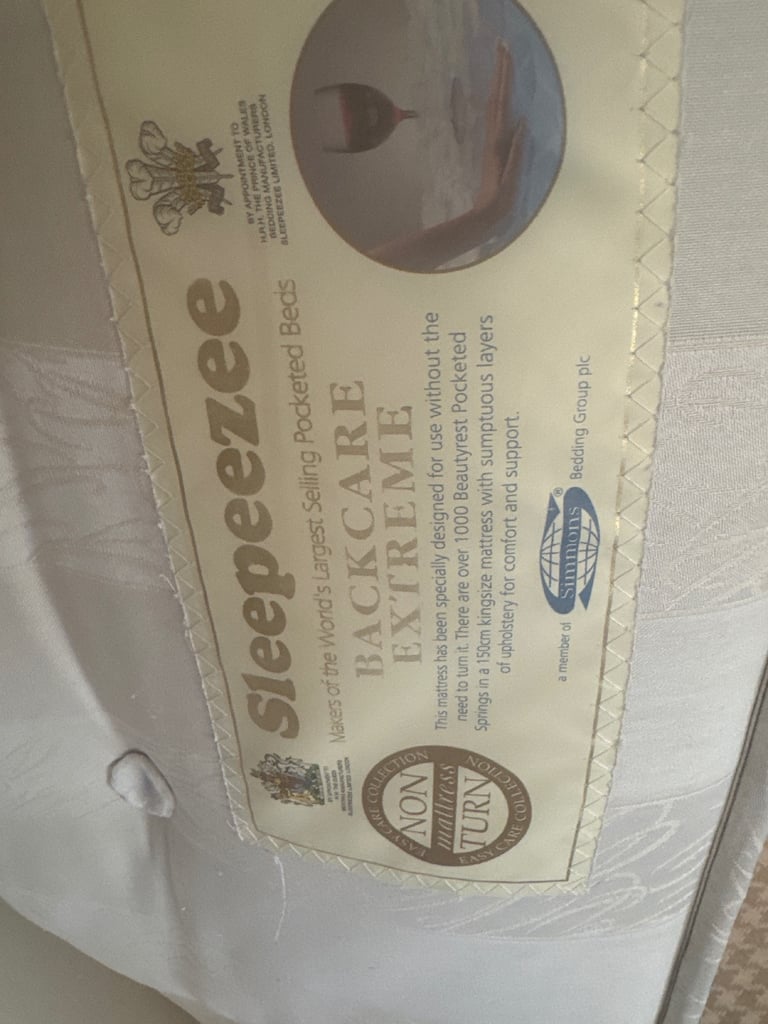 BY APPOINTMENT TO
H.R.H. THE PRINCE OF WALES
BEDDING MANUFACTURERS
SLEEPEEZEE LIMITED, LONDON
Sleepeezee
Makers of the World's Largest Selling Pocketed Beds
BACKCARE
EXTREME
This mattress has been specially designed for use without the
need to turn it. There are over 1000 Beautyrest Pocketed
Springs in a 150cm kingsize mattress with sumptuous layers
of upholstery for comfort and support.
EASY CARE COLLECTION
NON
mattress
TURN
EASY CARE COLLECTION
a member of
Simmons®
Bedding Group plc